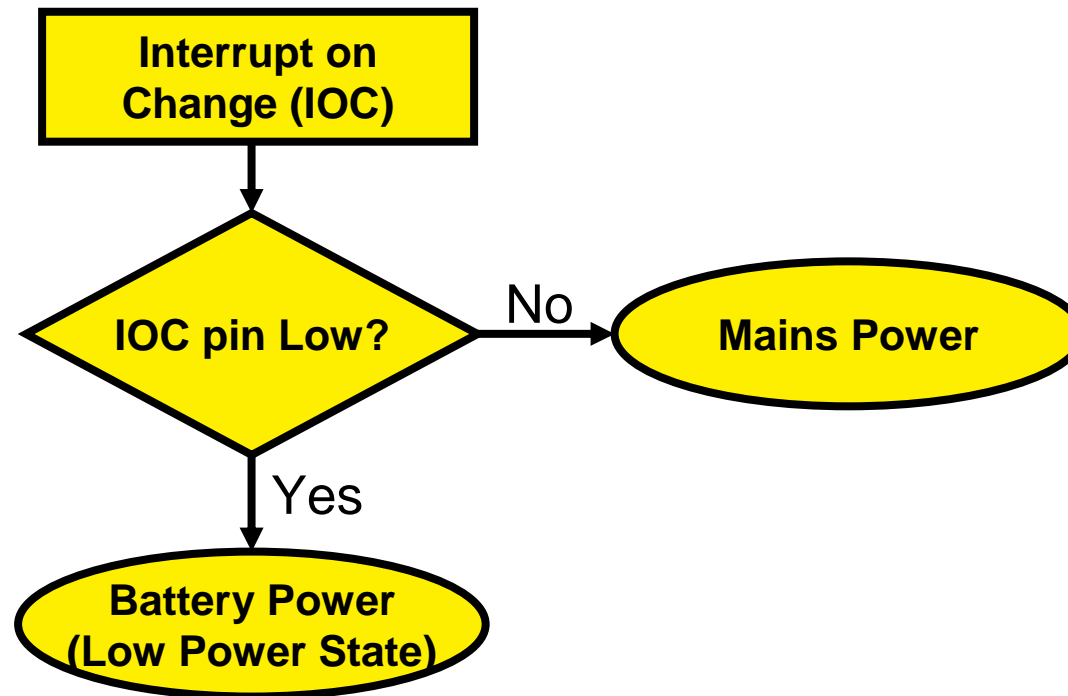 Interrupt on
Change (IOC)
IOC pin Low?
No
Mains Power
Yes
Battery Power
(Low Power State)